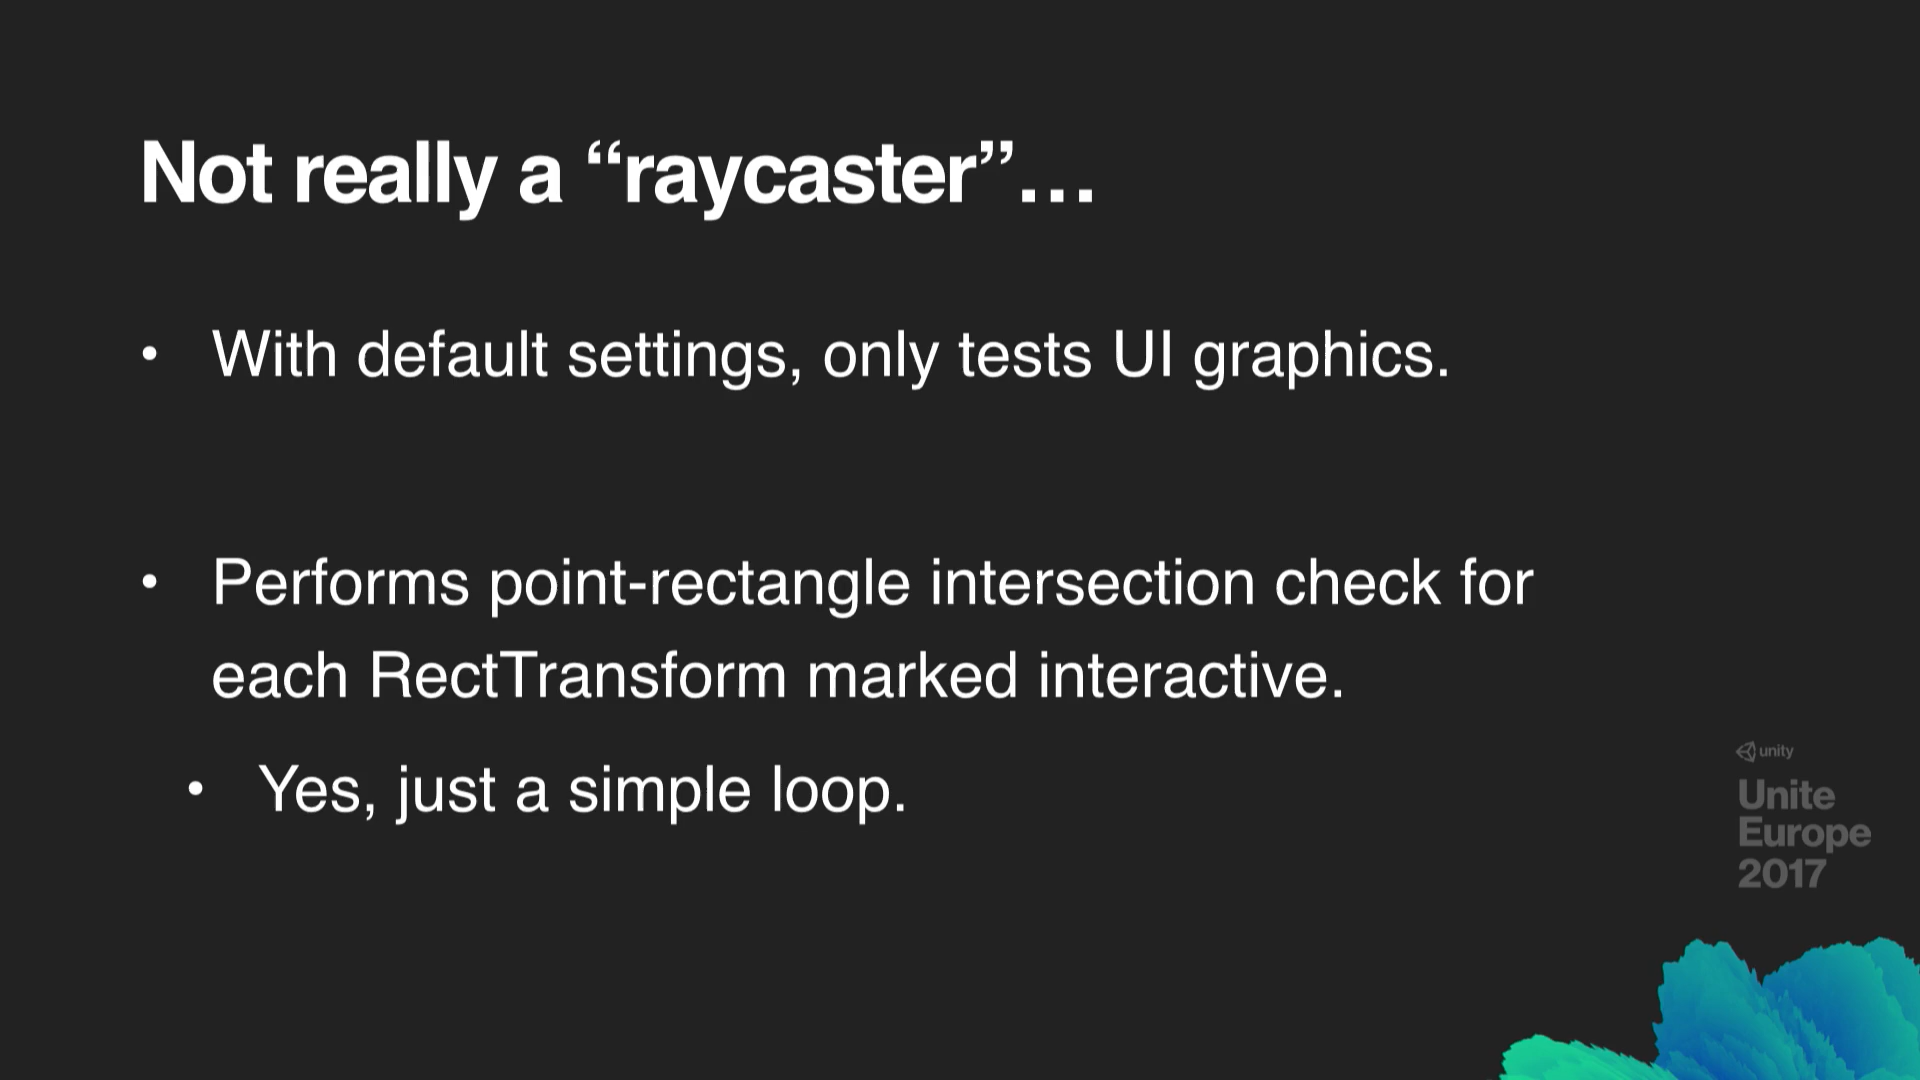 Not really a “raycaster”…
• With default settings, only tests UI graphics.
• Performs point-rectangle intersection check for
each RectTransform marked interactive.
• Yes, just a simple loop.
unity
Unite
Europe
2017